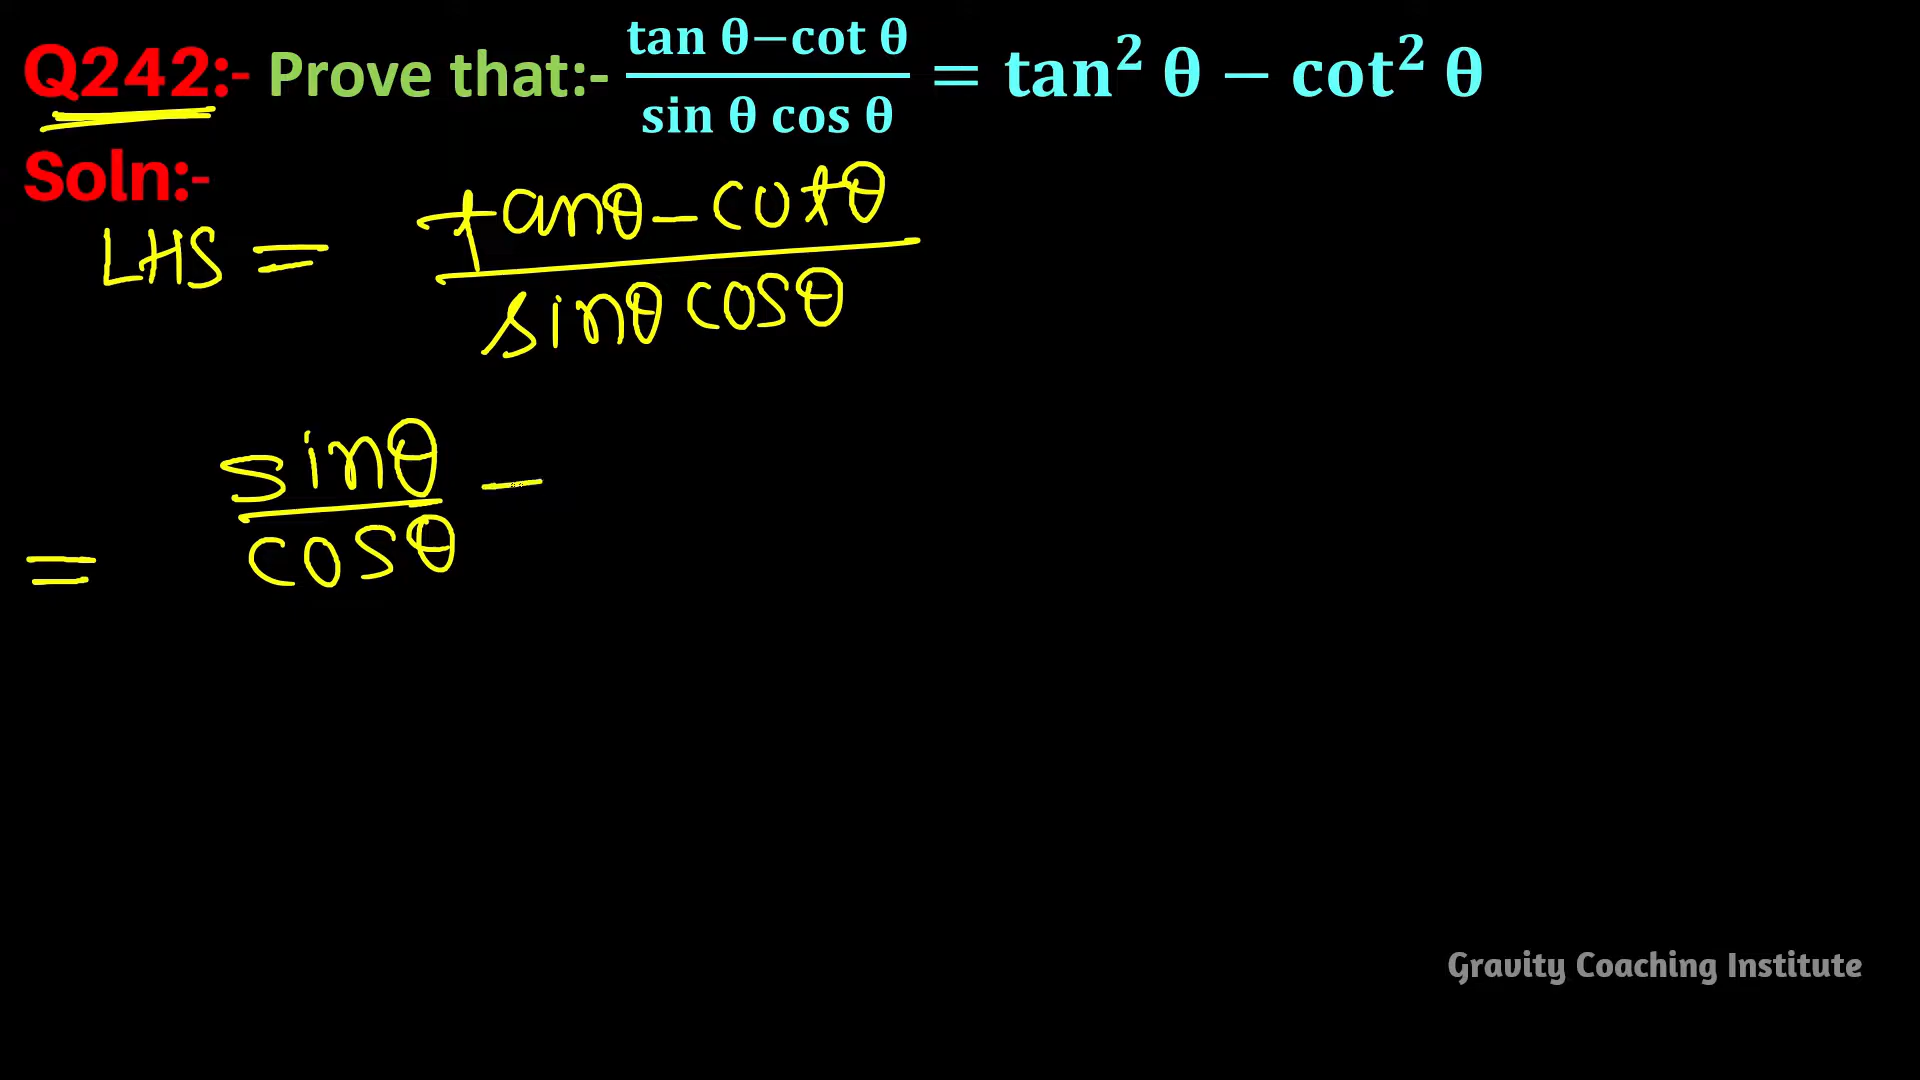 Q242:- Prove that:- (tan θ−cot θ)/(sin θ cos θ) = tan² θ − cot² θ
Soln:-
LHS = (tanθ − cotθ)/(sinθ cosθ)
= sinθ/cosθ −
Gravity Coaching Institute